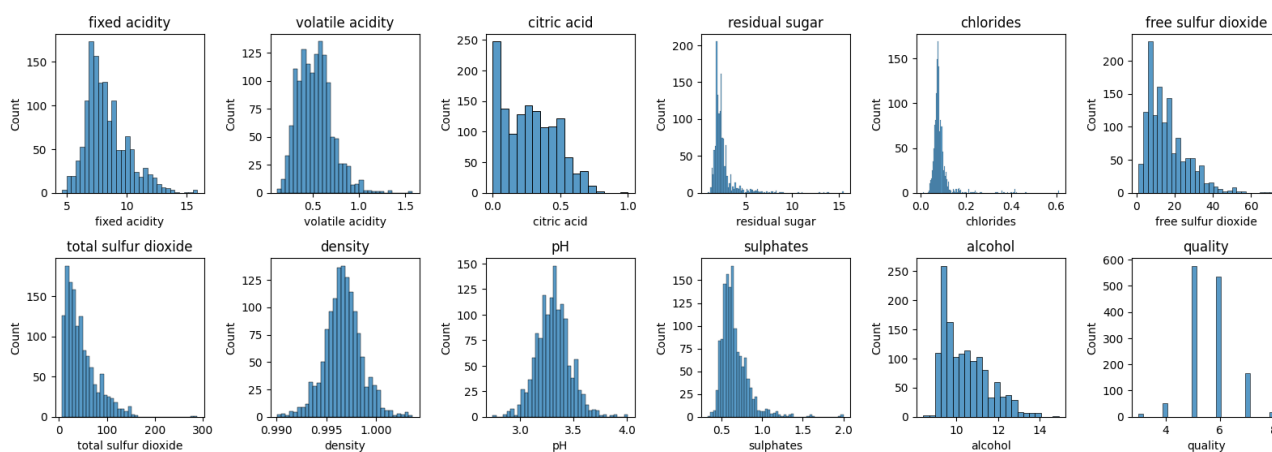 fixed acidity
volatile acidity
citric acid
residual sugar
chlorides
free sulfur dioxide
Count
150
100
50
0
5
10
15
fixed acidity
Count
125
100
75
50
25
0
0.5
1.0
1.5
volatile acidity
Count
250
200
150
100
50
0
0.0
0.5
1.0
citric acid
Count
200
150
100
50
0
5
10
15
residual sugar
Count
150
100
50
0
0.0
0.2
0.4
0.6
chlorides
Count
200
150
100
50
0
0
20
40
60
free sulfur dioxide
total sulfur dioxide
density
pH
sulphates
alcohol
quality
Count
150
100
50
0
0
100
200
300
total sulfur dioxide
Count
125
100
75
50
25
0
0.990
0.995
1.000
density
Count
150
100
50
0
3.0
3.5
4.0
pH
Count
150
125
100
75
50
25
0
0.5
1.0
1.5
2.0
sulphates
Count
250
200
150
100
50
0
10
12
14
alcohol
Count
600
500
400
300
200
100
0
4
6
8
quality